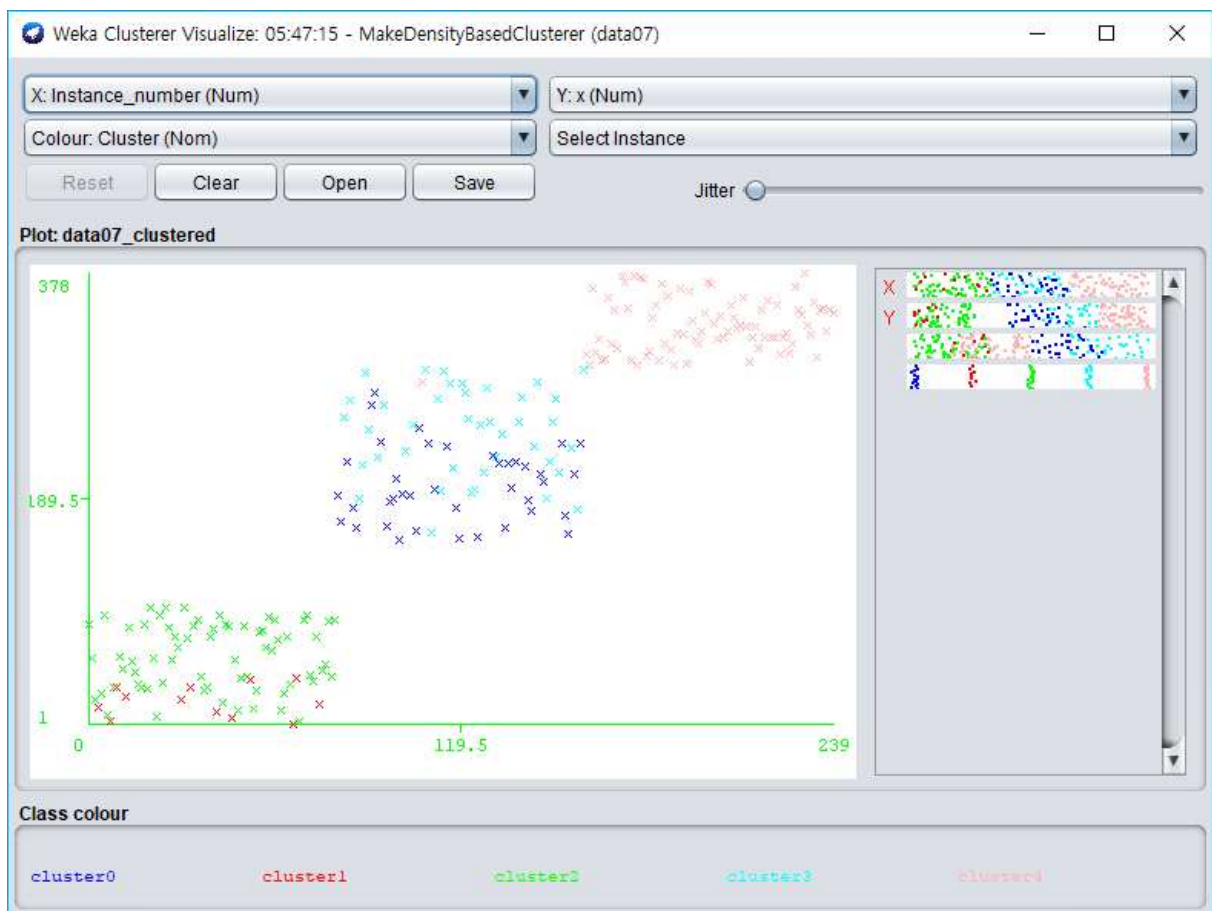 Weka Clusterer Visualize: 05:47:15 - MakeDensityBasedClusterer (data07)
X: Instance_number (Num)
Y: x (Num)
Colour: Cluster (Nom)
Select Instance
Reset
Clear
Open
Save
Jitter
Plot: data07_clustered
378
189.5
1
0
119.5
239
X
Y
Class colour
cluster0
cluster1
cluster2
cluster3
cluster4